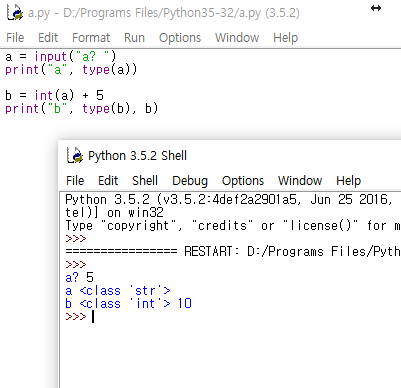 a.py - D:/Programs Files/Python35-32/a.py (3.5.2)
File Edit Format Run Options Window Help
a = input("a? ")
print("a", type(a))
b = int(a) + 5
print("b", type(b), b)
Python 3.5.2 Shell
File Edit Shell Debug Options Window Help
Python 3.5.2 (v3.5.2:4def2a2901a5, Jun 25 2016,
tel)] on win32
Type "copyright", "credits" or "license()" for m
>>>
================ RESTART: D:/Programs Files/Pyth
>>>
a? 5
a <class 'str'>
b <class 'int'> 10
>>>